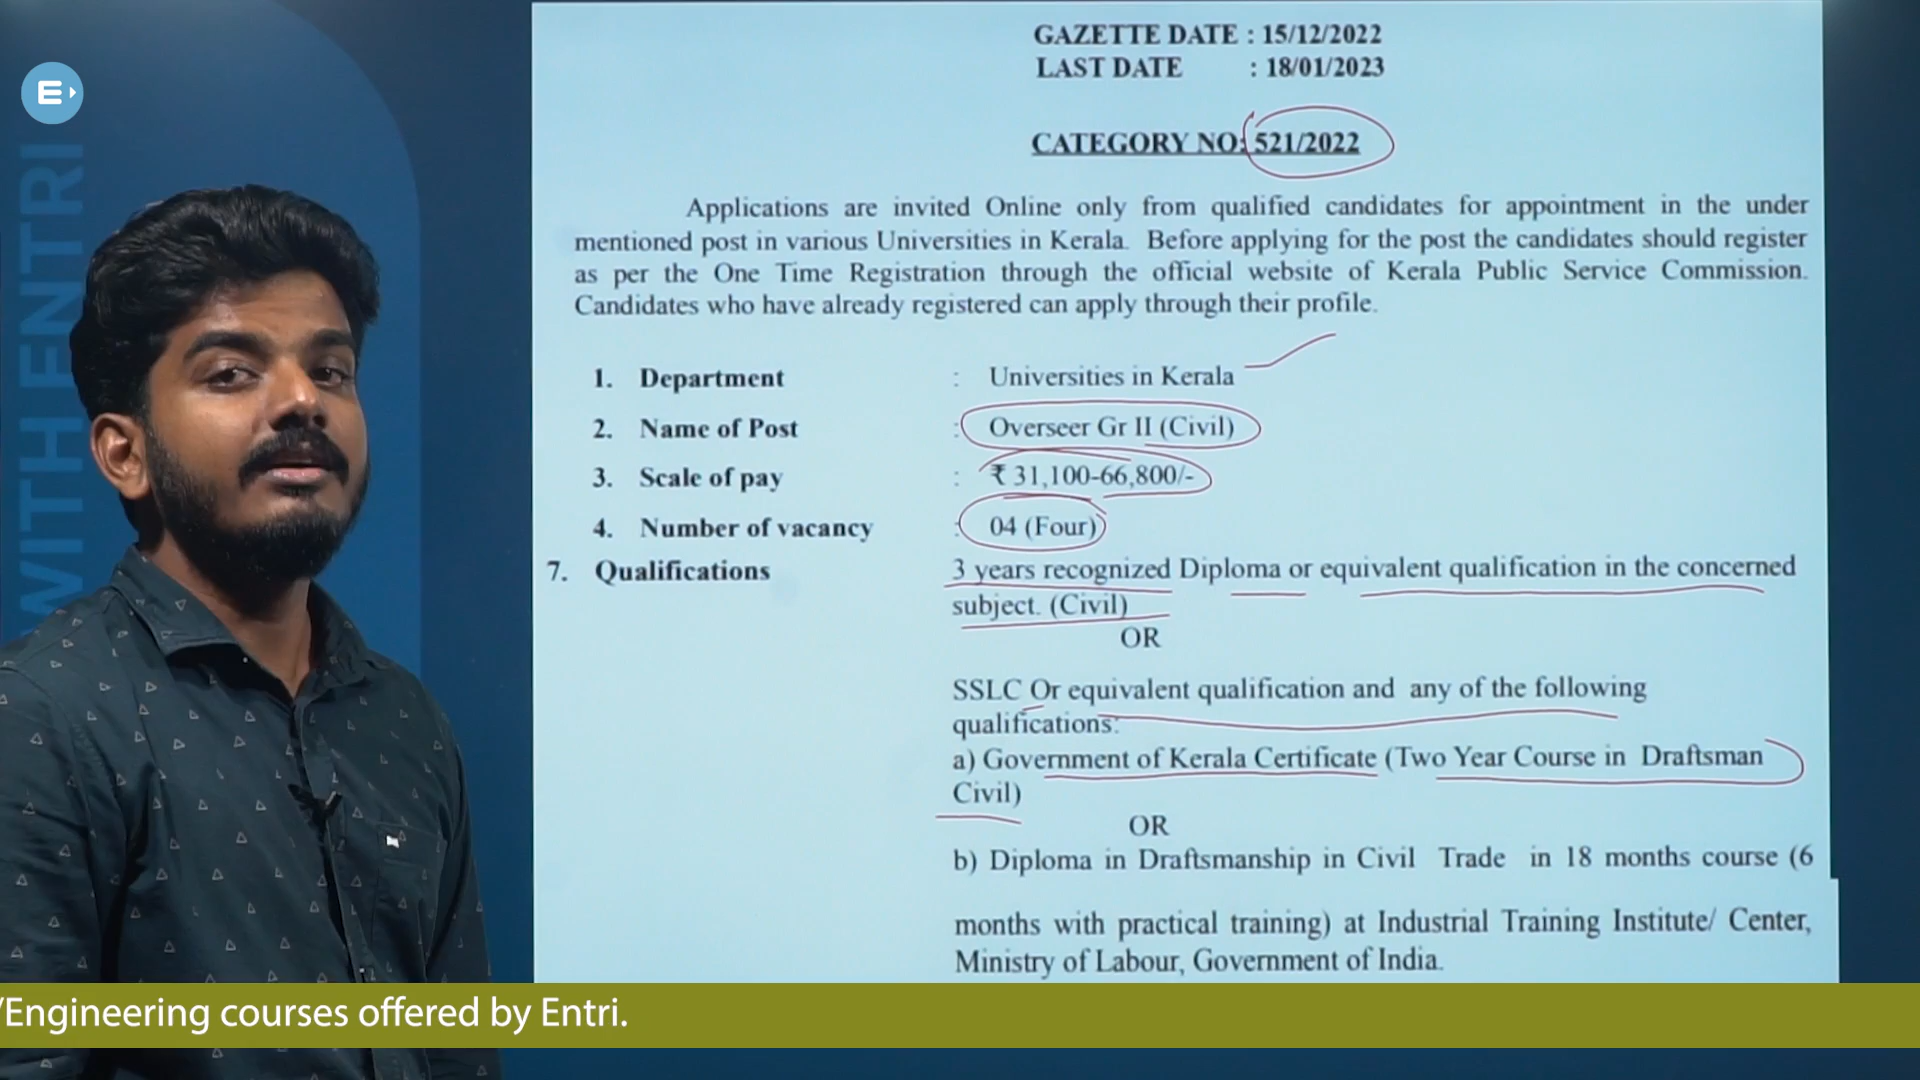 E
WITH ENTRI
GAZETTE DATE : 15/12/2022
LAST DATE : 18/01/2023
CATEGORY NO: 521/2022
Applications are invited Online only from qualified candidates for appointment in the under
mentioned post in various Universities in Kerala. Before applying for the post the candidates should register
as per the One Time Registration through the official website of Kerala Public Service Commission.
Candidates who have already registered can apply through their profile.
1. Department : Universities in Kerala
2. Name of Post : Overseer Gr II (Civil)
3. Scale of pay : ₹ 31,100-66,800/-
4. Number of vacancy : 04 (Four)
7. Qualifications 3 years recognized Diploma or equivalent qualification in the concerned
subject. (Civil)
OR
SSLC Or equivalent qualification and any of the following
qualifications:
a) Government of Kerala Certificate (Two Year Course in Draftsman
Civil)
OR
b) Diploma in Draftsmanship in Civil Trade in 18 months course (6
months with practical training) at Industrial Training Institute/ Center,
Ministry of Labour, Government of India.
/Engineering courses offered by Entri.